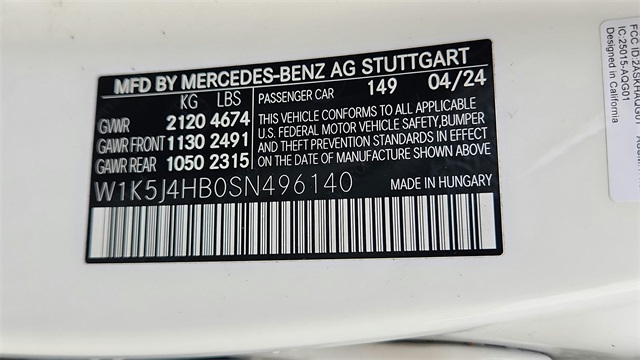 MFD BY MERCEDES-BENZ AG STUTTGART
KG LBS
GVWR 2120 4674
GAWR FRONT 1130 2491
GAWR REAR 1050 2315
PASSENGER CAR 149 04/24
THIS VEHICLE CONFORMS TO ALL APPLICABLE
U.S. FEDERAL MOTOR VEHICLE SAFETY,BUMPER
AND THEFT PREVENTION STANDARDS IN EFFECT
ON THE DATE OF MANUFACTURE SHOWN ABOVE
W1K5J4HB0SN496140 MADE IN HUNGARY
IC:25015-AQG01
Designed in California